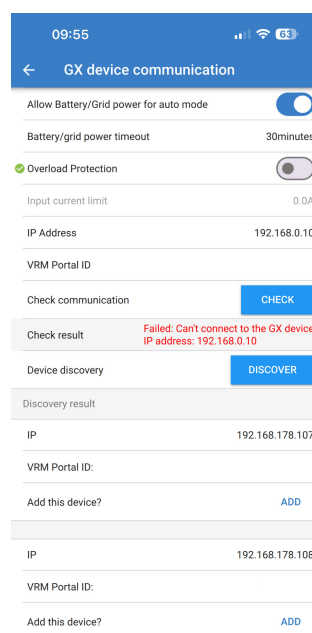 09:55
63
GX device communication
Allow Battery/Grid power for auto mode
Battery/grid power timeout 30minutes
Overload Protection
Input current limit 0.0A
IP Address 192.168.0.10
VRM Portal ID
Check communication CHECK
Check result Failed: Can't connect to the GX device
IP address: 192.168.0.10
Device discovery DISCOVER
Discovery result
IP 192.168.178.107
VRM Portal ID:
Add this device? ADD
IP 192.168.178.108
VRM Portal ID:
Add this device? ADD